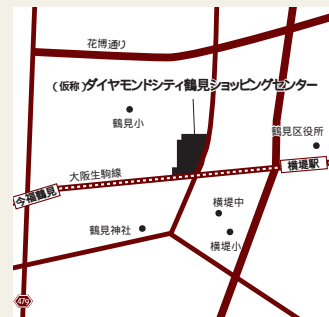 花博通り
（仮称）ダイヤモンドシティ鶴見ショッピングセンター
鶴見小
鶴見区役所
横堤駅
大阪生駒線
今福鶴見
横堤中
鶴見神社
横堤小
479